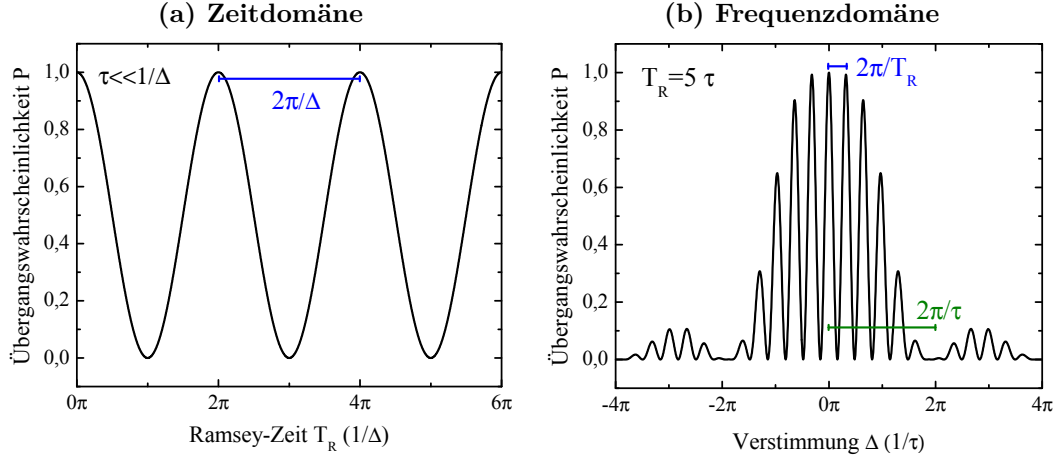 (a) Zeitdomäne
Übergangswahrscheinlichkeit P
1,0
0,8
0,6
0,4
0,2
0,0
τ<<1/Δ
2π/Δ
0π
2π
4π
6π
Ramsey-Zeit T_R (1/Δ)
(b) Frequenzdomäne
Übergangswahrscheinlichkeit P
1,0
0,8
0,6
0,4
0,2
0,0
T_R=5 τ
2π/T_R
2π/τ
-4π
-2π
0π
2π
4π
Verstimmung Δ (1/τ)